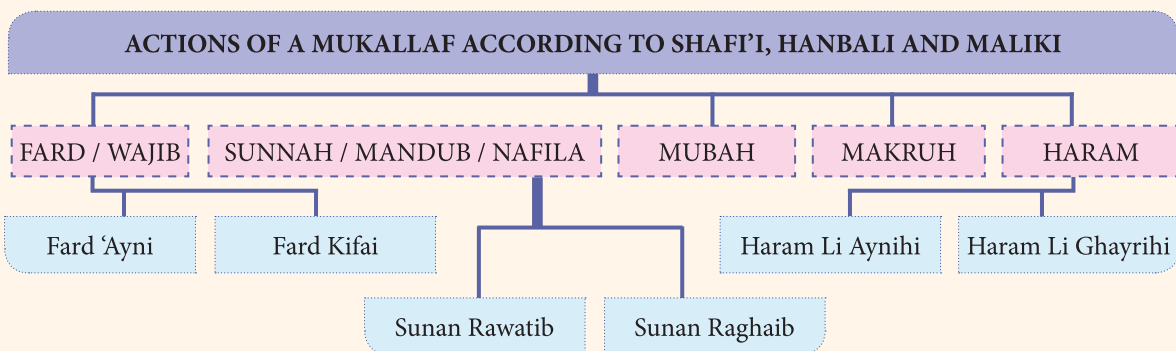 ACTIONS OF A MUKALLAF ACCORDING TO SHAFI’I, HANBALI AND MALIKI
FARD / WAJIB
SUNNAH / MANDUB / NAFILA
MUBAH
MAKRUH
HARAM
Fard ‘Ayni
Fard Kifai
Haram Li Aynihi
Haram Li Ghayrihi
Sunan Rawatib
Sunan Raghaib